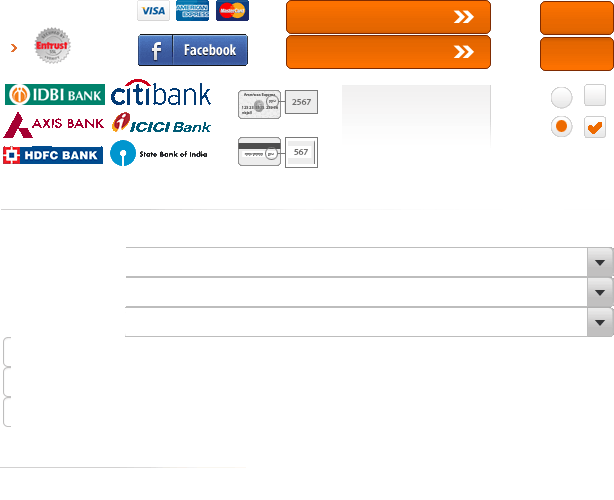 VISA
AMERICAN EXPRESS
MasterCard
Entrust
Facebook
IDBI BANK
citibank
2567
AXIS BANK
ICICI Bank
HDFC BANK
State Bank of India
567